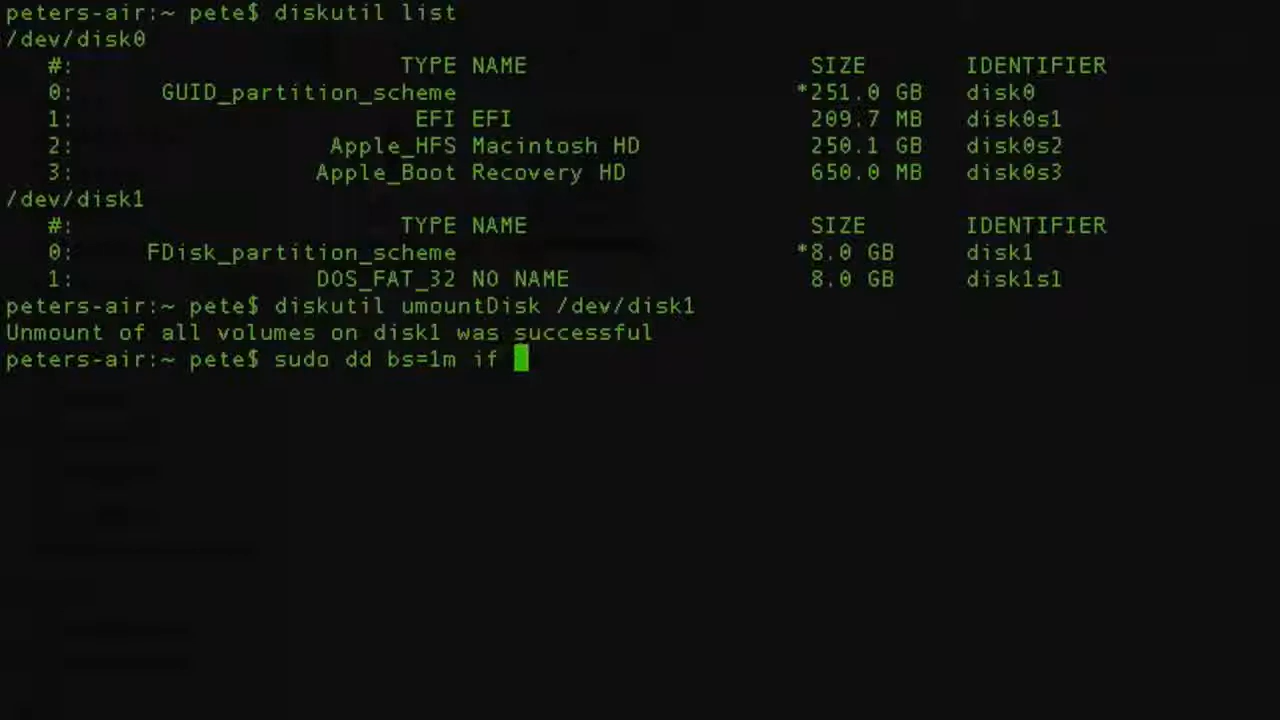 peters-air:~ pete$ diskutil list
/dev/disk0
#: TYPE NAME SIZE IDENTIFIER
0: GUID_partition_scheme *251.0 GB disk0
1: EFI EFI 209.7 MB disk0s1
2: Apple_HFS Macintosh HD 250.1 GB disk0s2
3: Apple_Boot Recovery HD 650.0 MB disk0s3
/dev/disk1
#: TYPE NAME SIZE IDENTIFIER
0: FDisk_partition_scheme *8.0 GB disk1
1: DOS_FAT_32 NO NAME 8.0 GB disk1s1
peters-air:~ pete$ diskutil umountDisk /dev/disk1
Unmount of all volumes on disk1 was successful
peters-air:~ pete$ sudo dd bs=1m if